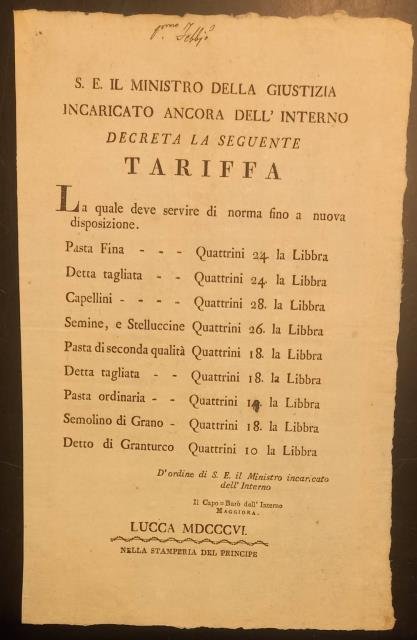 p.mo Febbjo
S. E. IL MINISTRO DELLA GIUSTIZIA
INCARICATO ANCORA DELL' INTERNO
DECRETA LA SEGUENTE
TARIFFA
La quale deve servire di norma fino a nuova
disposizione.
Pasta Fina - - - Quattrini 24. la Libbra
Detta tagliata - - Quattrini 24. la Libbra
Capellini - - - - Quattrini 28. la Libbra
Semine, e Stelluccine Quattrini 26. la Libbra
Pasta di seconda qualità Quattrini 18. la Libbra
Detta tagliata - - Quattrini 18. la Libbra
Pasta ordinaria - - Quattrini la Libbra
Semolino di Grano - Quattrini 18. la Libbra
Detto di Granturco Quattrini 10 la Libbra
D'ordine di S. E. il Ministro incaricato
dell' Interno
Il Capo=Burò dell' Interno
MAGGIORA.
LUCCA MDCCCVI.
NELLA STAMPERIA DEL PRINCIPE